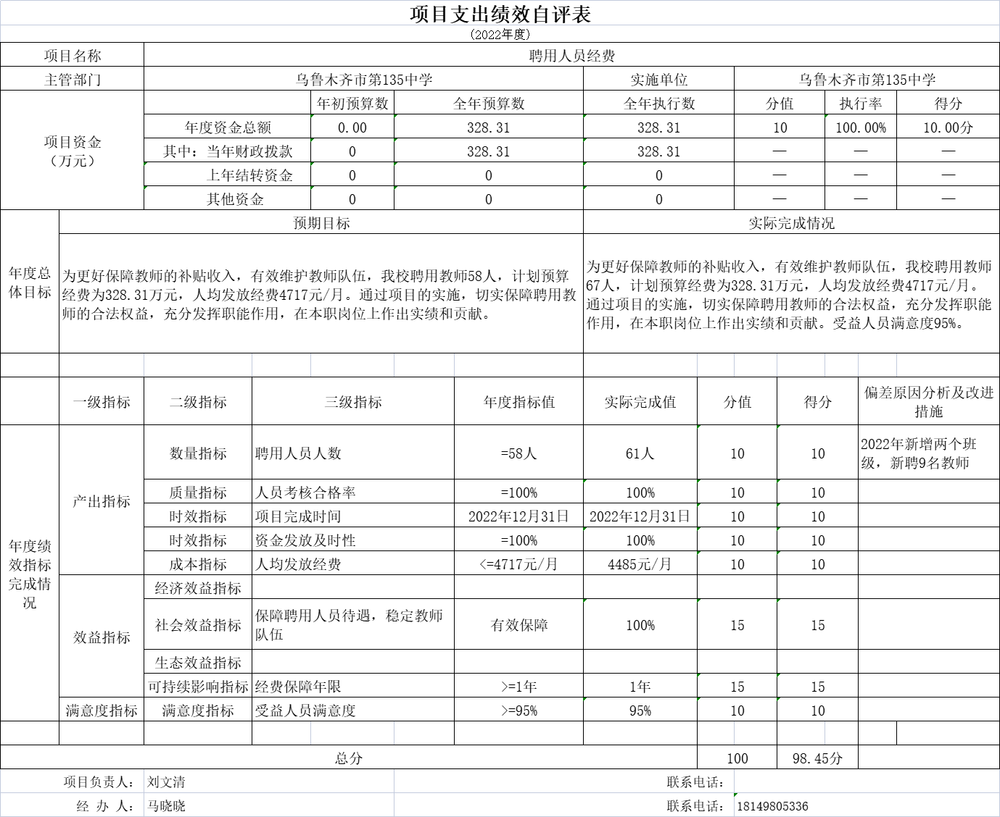 项目支出绩效自评表
(2022年度)
项目名称 聘用人员经费
主管部门 乌鲁木齐市第135中学 实施单位 乌鲁木齐市第135中学
项目资金
（万元）
年初预算数 全年预算数 全年执行数 分值 执行率 得分
年度资金总额 0.00 328.31 328.31 10 100.00% 10.00分
其中：当年财政拨款 0 328.31 328.31 — — —
上年结转资金 0 0 0 — — —
其他资金 0 0 0 — — —
年度总
体目标
预期目标 实际完成情况
为更好保障教师的补贴收入，有效维护教师队伍，我校聘用教师58人，计划预算
经费为328.31万元，人均发放经费4717元/月。通过项目的实施，切实保障聘用教
师的合法权益，充分发挥职能作用，在本职岗位上作出实绩和贡献。
为更好保障教师的补贴收入，有效维护教师队伍，我校聘用教师
67人，计划预算经费为328.31万元，人均发放经费4717元/月。
通过项目的实施，切实保障聘用教师的合法权益，充分发挥职能
作用，在本职岗位上作出实绩和贡献。受益人员满意度95%。
一级指标 二级指标 三级指标 年度指标值 实际完成值 分值 得分 偏差原因分析及改进
措施
年度绩
效指标
完成情
况
产出指标
数量指标 聘用人员人数 =58人 61人 10 10 2022年新增两个班
级，新聘9名教师
质量指标 人员考核合格率 =100% 100% 10 10
时效指标 项目完成时间 2022年12月31日 2022年12月31日 10 10
时效指标 资金发放及时性 =100% 100% 10 10
成本指标 人均发放经费 <=4717元/月 4485元/月 10 10
效益指标
经济效益指标
社会效益指标 保障聘用人员待遇，稳定教师
队伍 有效保障 100% 15 15
生态效益指标
可持续影响指标 经费保障年限 >=1年 1年 15 15
满意度指标 满意度指标 受益人员满意度 >=95% 95% 10 10
总分 100 98.45分
项目负责人： 刘文清 联系电话：
经 办 人： 马晓晓 联系电话： 18149805336